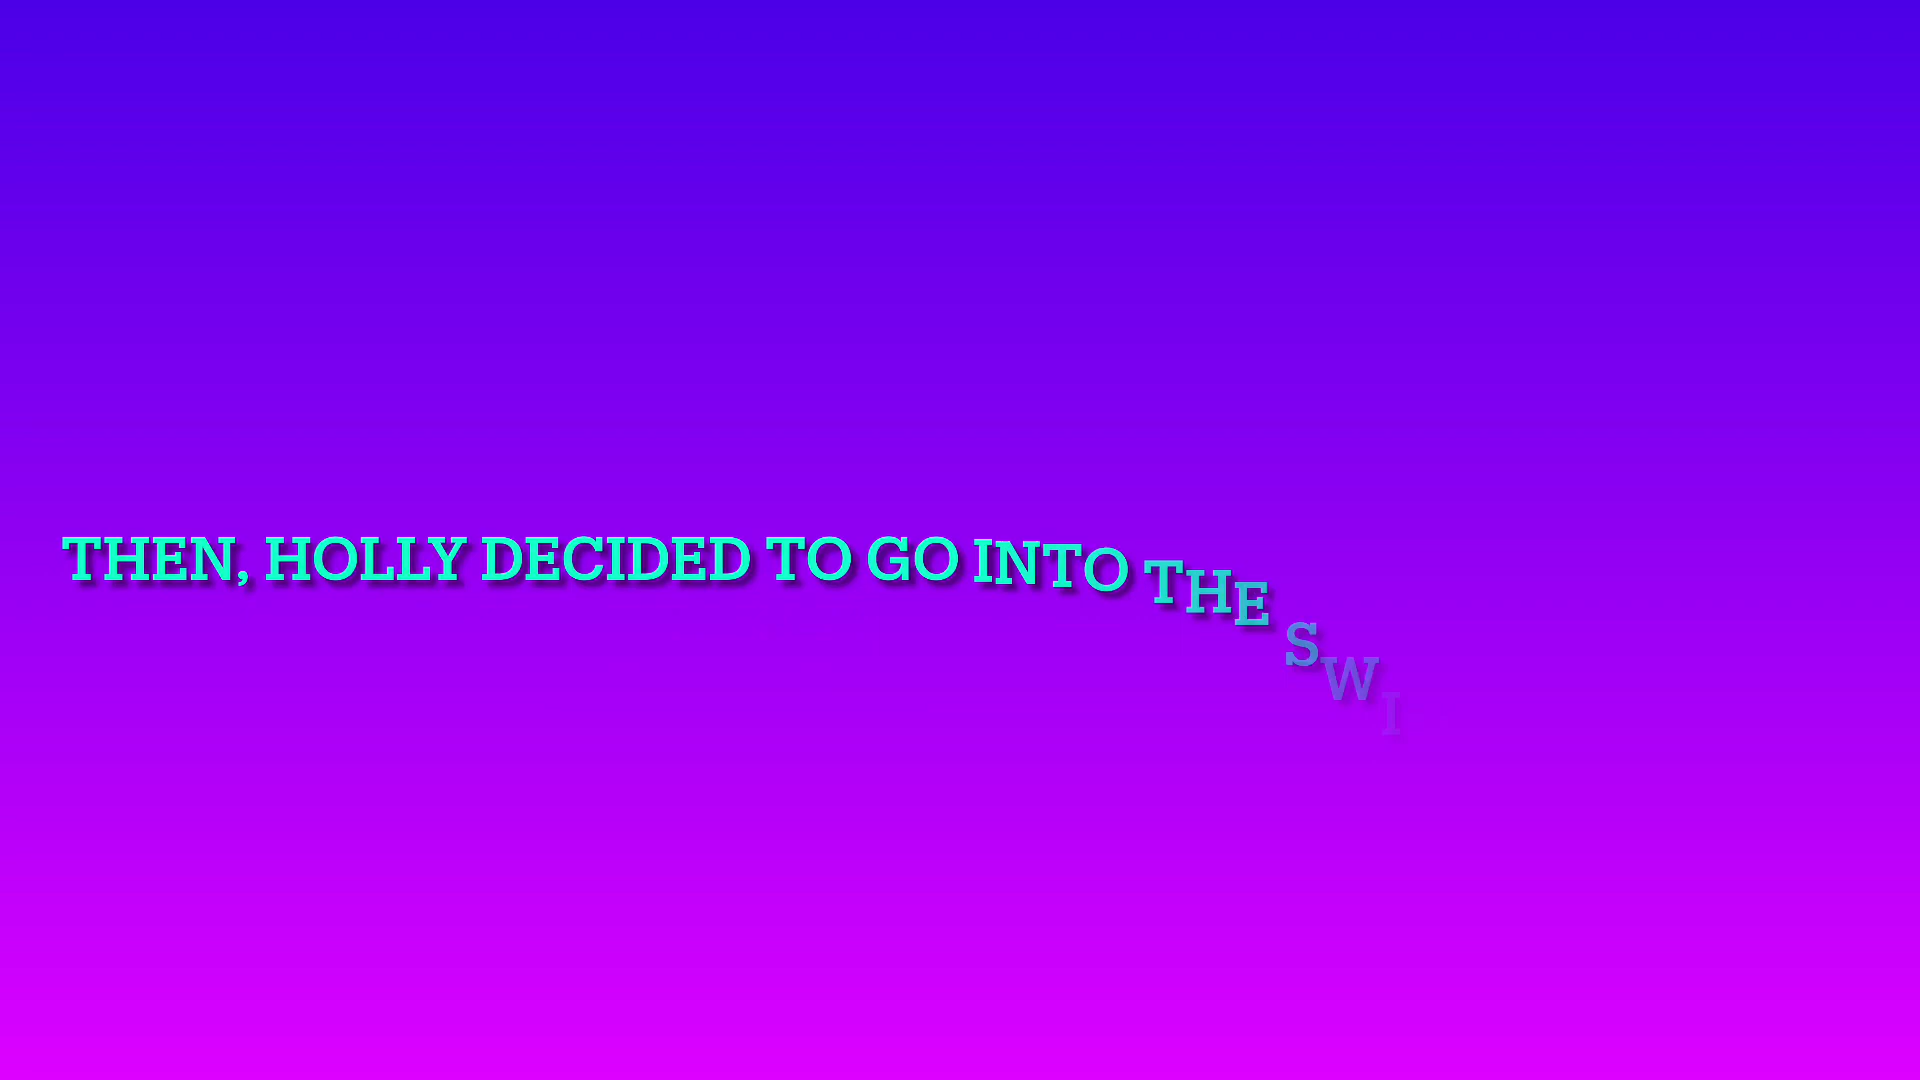 THEN, HOLLY DECIDED TO GO INTO THE SWI